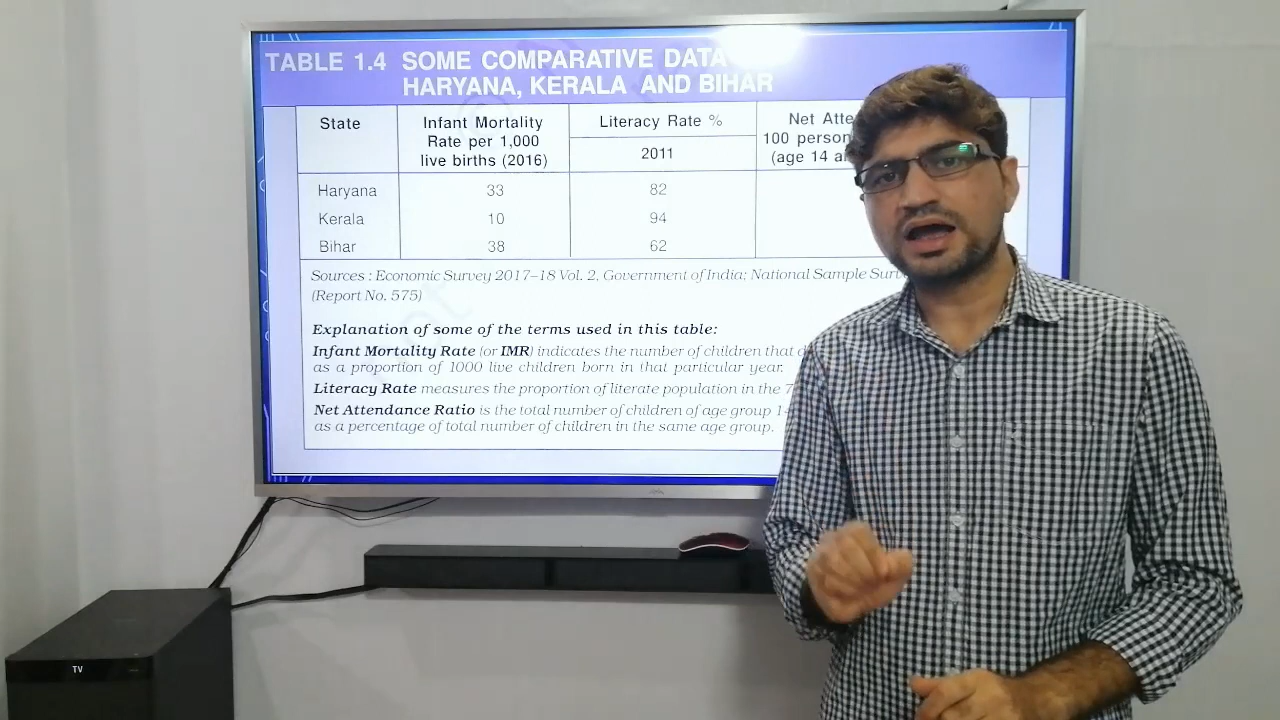 TABLE 1.4 SOME COMPARATIVE DATA
HARYANA, KERALA AND BIHAR
State
Infant Mortality
Rate per 1,000
live births (2016)
Literacy Rate %
2011
Net
100
(age 14
Haryana 33 82
Kerala 10 94
Bihar 38 62
Sources : Economic Survey 2017–18 Vol. 2, Government of India; National Sample
(Report No. 575)
Explanation of some of the terms used in this table:
Infant Mortality Rate (or IMR) indicates the number of children that
as a proportion of 1000 live children born in that particular year.
Literacy Rate measures the proportion of literate population in the
Net Attendance Ratio is the total number of children of age group
as a percentage of total number of children in the same age group.
TV